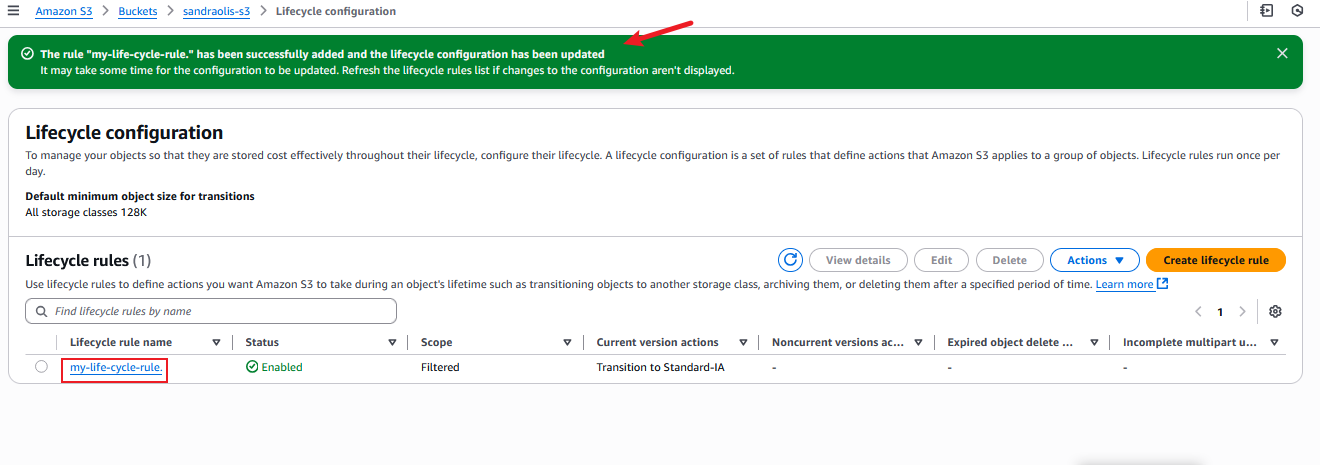 Amazon S3 > Buckets > sandraolis-s3 > Lifecycle configuration
The rule "my-life-cycle-rule." has been successfully added and the lifecycle configuration has been updated
It may take some time for the configuration to be updated. Refresh the lifecycle rules list if changes to the configuration aren't displayed.
Lifecycle configuration
To manage your objects so that they are stored cost effectively throughout their lifecycle, configure their lifecycle. A lifecycle configuration is a set of rules that define actions that Amazon S3 applies to a group of objects. Lifecycle rules run once per
day.
Default minimum object size for transitions
All storage classes 128K
Lifecycle rules (1) View details Edit Delete Actions Create lifecycle rule
Use lifecycle rules to define actions you want Amazon S3 to take during an object's lifetime such as transitioning objects to another storage class, archiving them, or deleting them after a specified period of time. Learn more
Find lifecycle rules by name < 1 >
Lifecycle rule name Status Scope Current version actions Noncurrent versions ac... Expired object delete ... Incomplete multipart u...
my-life-cycle-rule. Enabled Filtered Transition to Standard-IA - - -